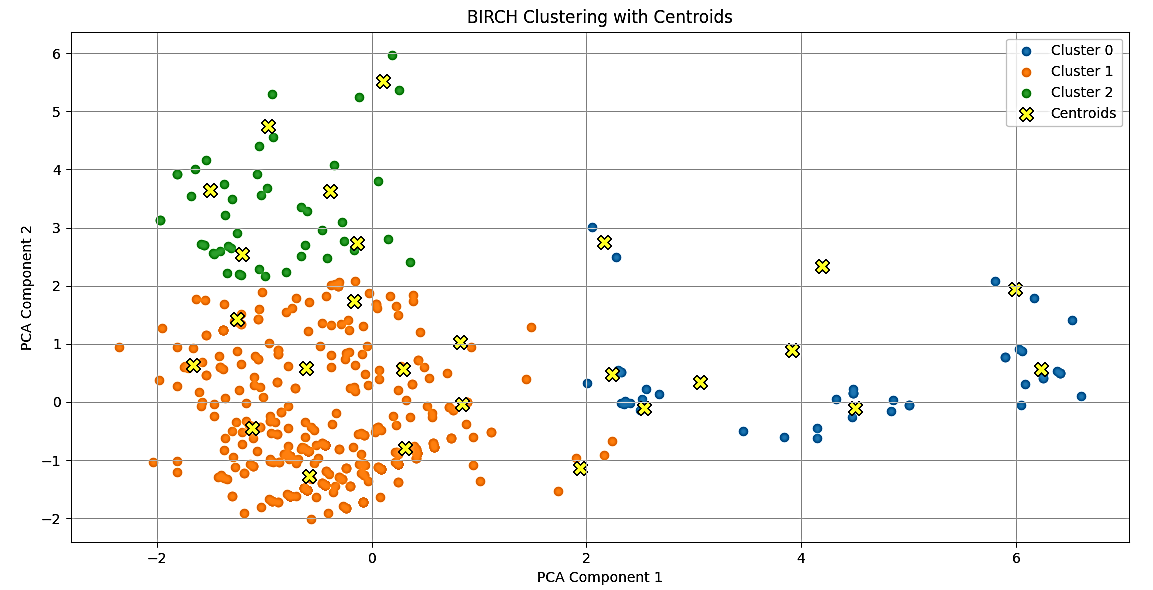 BIRCH Clustering with Centroids
Cluster 0
Cluster 1
Cluster 2
Centroids
6
5
4
3
2
1
0
−1
−2
PCA Component 2
−2
0
2
4
6
PCA Component 1